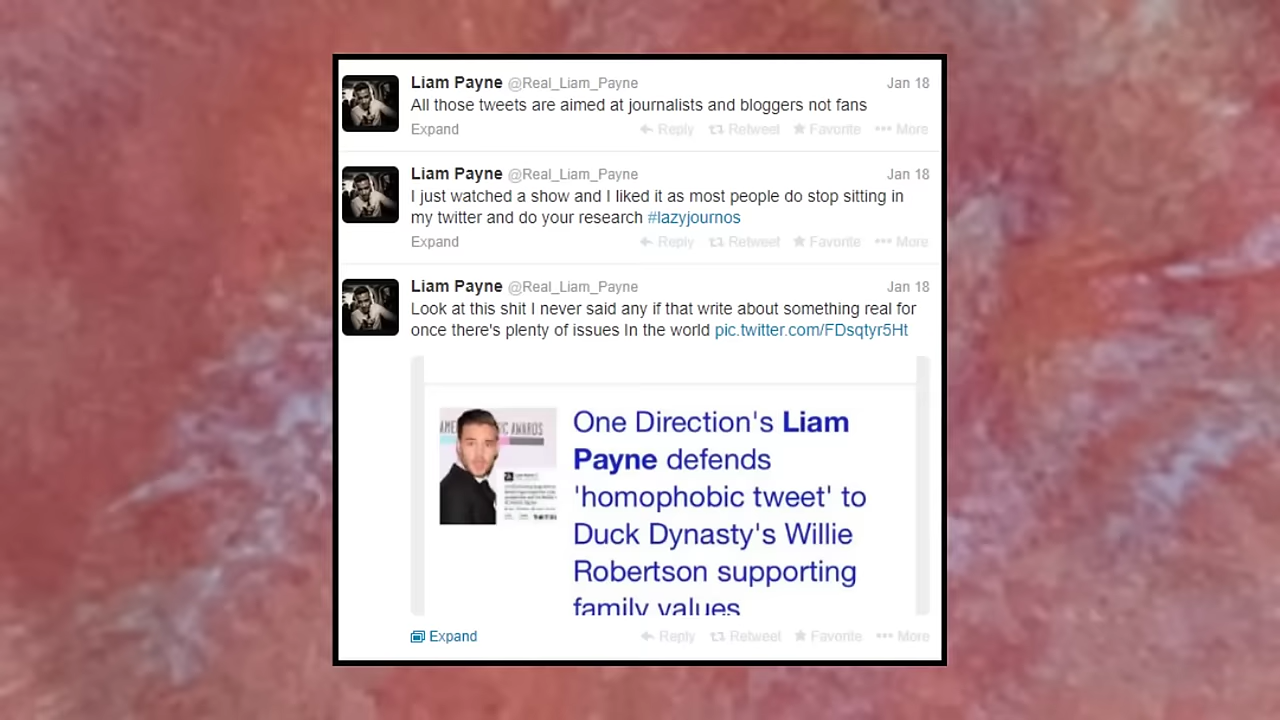 Liam Payne @Real_Liam_Payne Jan 18
All those tweets are aimed at journalists and bloggers not fans
Expand Reply Retweet Favorite More
Liam Payne @Real_Liam_Payne Jan 18
I just watched a show and I liked it as most people do stop sitting in
my twitter and do your research #lazyjournos
Expand Reply Retweet Favorite More
Liam Payne @Real_Liam_Payne Jan 18
Look at this shit I never said any if that write about something real for
once there's plenty of issues In the world pic.twitter.com/FDsqtyr5Ht
One Direction's Liam
Payne defends
'homophobic tweet' to
Duck Dynasty's Willie
Robertson supporting
family values
Expand Reply Retweet Favorite More